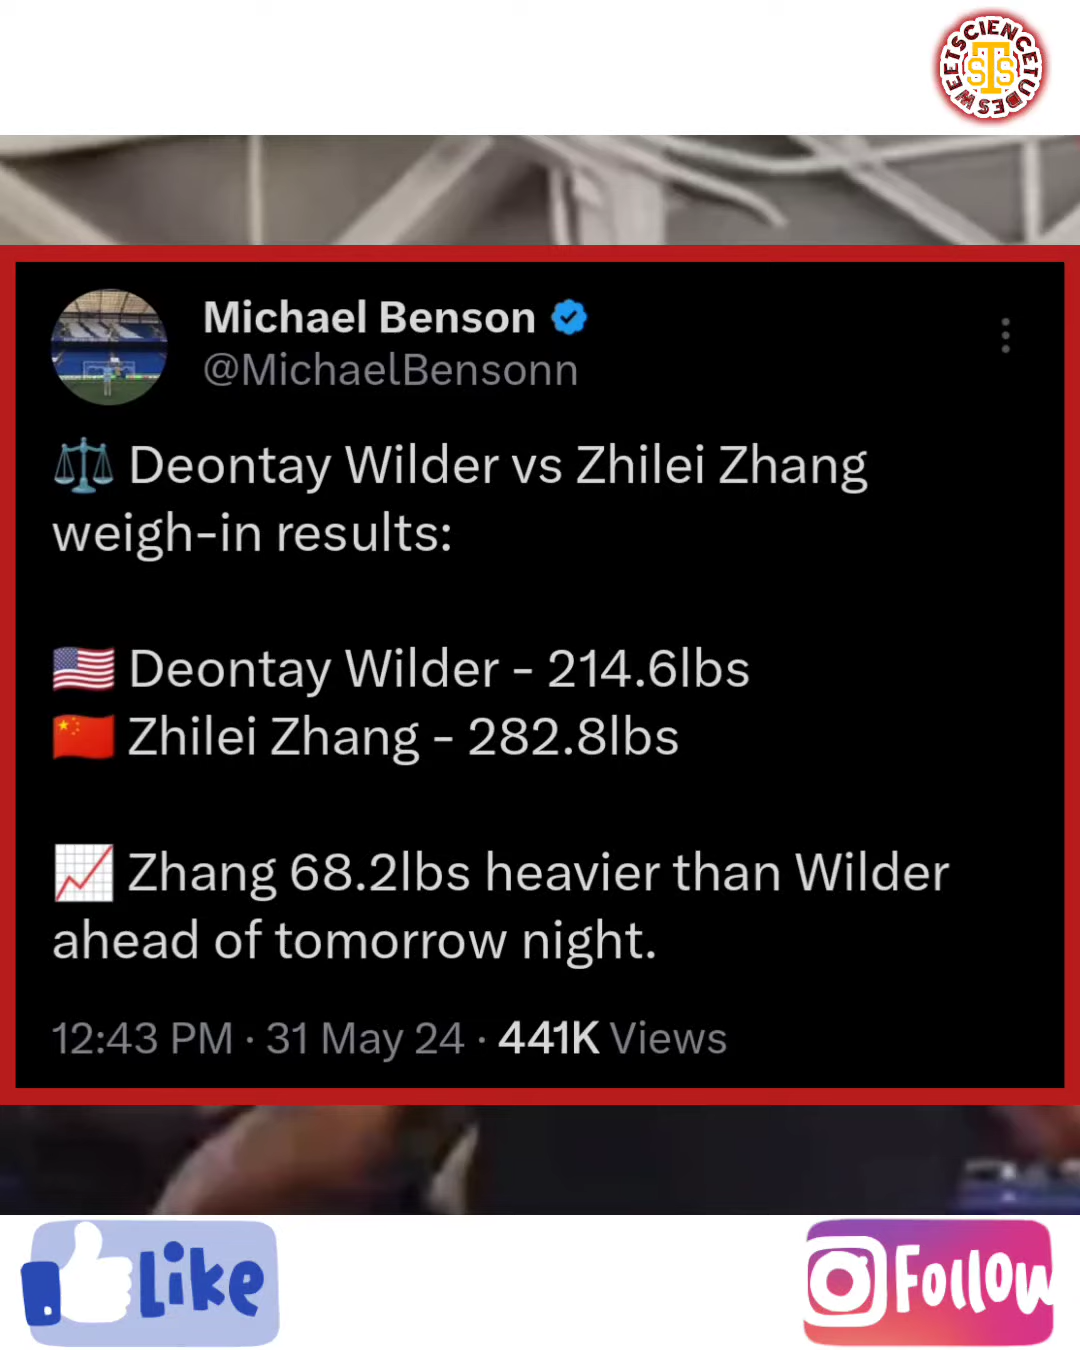 SWEETSCIENCETUDES
STS
Michael Benson
@MichaelBensonn
⚖️ Deontay Wilder vs Zhilei Zhang
weigh-in results:
🇺🇸 Deontay Wilder - 214.6lbs
🇨🇳 Zhilei Zhang - 282.8lbs
📈 Zhang 68.2lbs heavier than Wilder
ahead of tomorrow night.
12:43 PM · 31 May 24 · 441K Views
Like
Follow